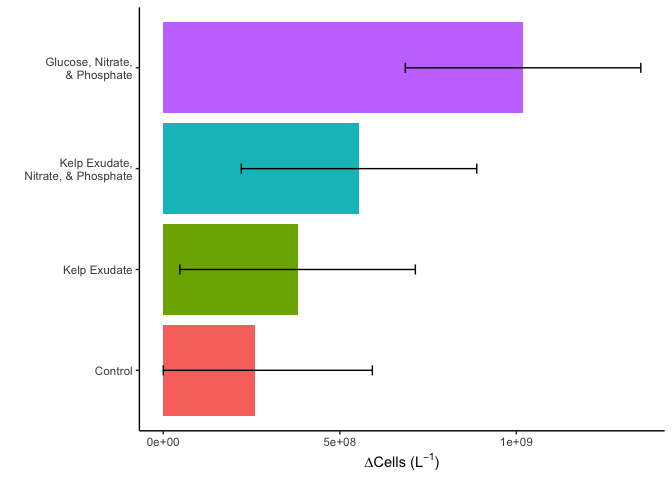 Glucose, Nitrate,
& Phosphate
Kelp Exudate,
Nitrate, & Phosphate
Kelp Exudate
Control
0e+00
5e+08
1e+09
ΔCells (L⁻¹)